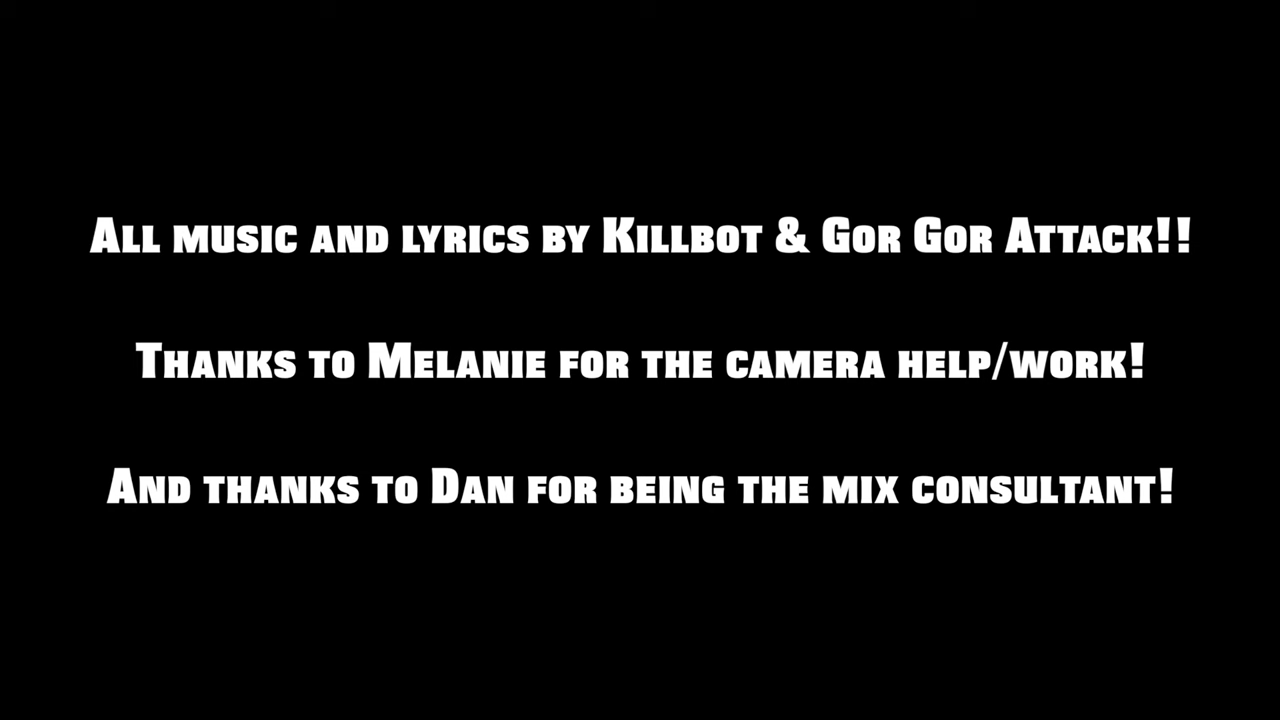 All music and lyrics by Killbot & Gor Gor Attack!!
Thanks to Melanie for the camera help/work!
And thanks to Dan for being the mix consultant!